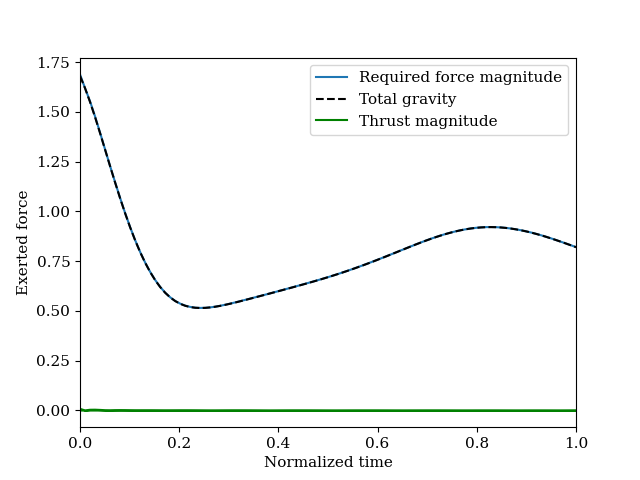 1.75
1.50
1.25
1.00
0.75
0.50
0.25
0.00
Exerted force
Required force magnitude
Total gravity
Thrust magnitude
0.0 0.2 0.4 0.6 0.8 1.0
Normalized time